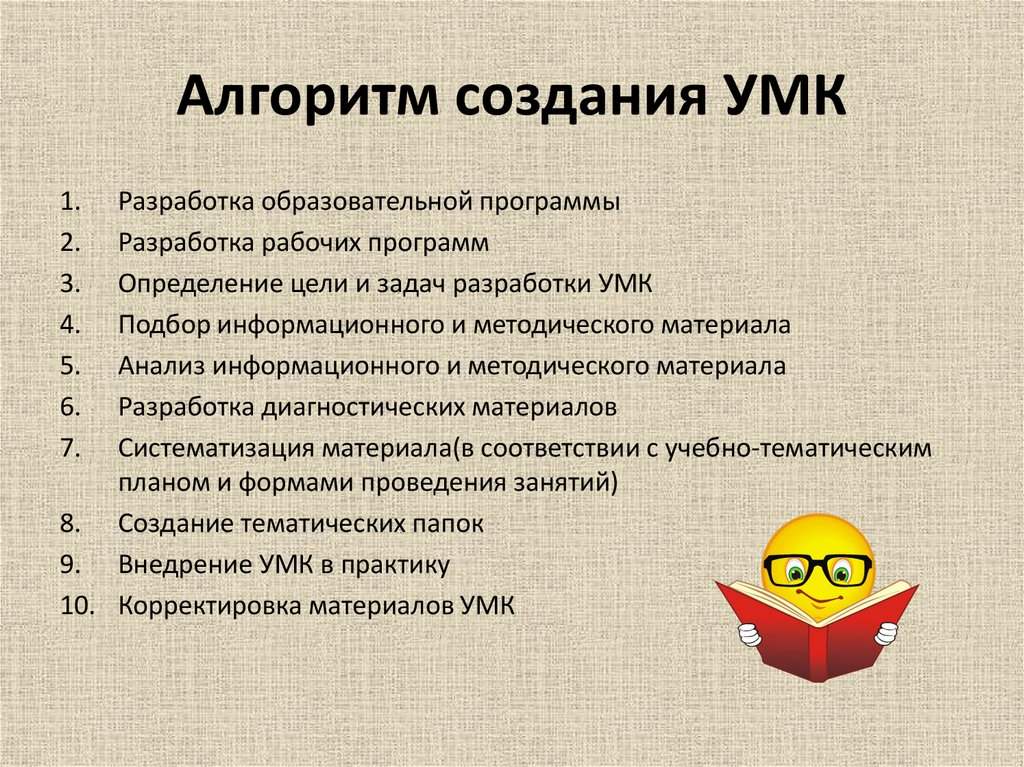 Алгоритм создания УМК
1. Разработка образовательной программы
2. Разработка рабочих программ
3. Определение цели и задач разработки УМК
4. Подбор информационного и методического материала
5. Анализ информационного и методического материала
6. Разработка диагностических материалов
7. Систематизация материала(в соответствии с учебно-тематическим
планом и формами проведения занятий)
8. Создание тематических папок
9. Внедрение УМК в практику
10. Корректировка материалов УМК